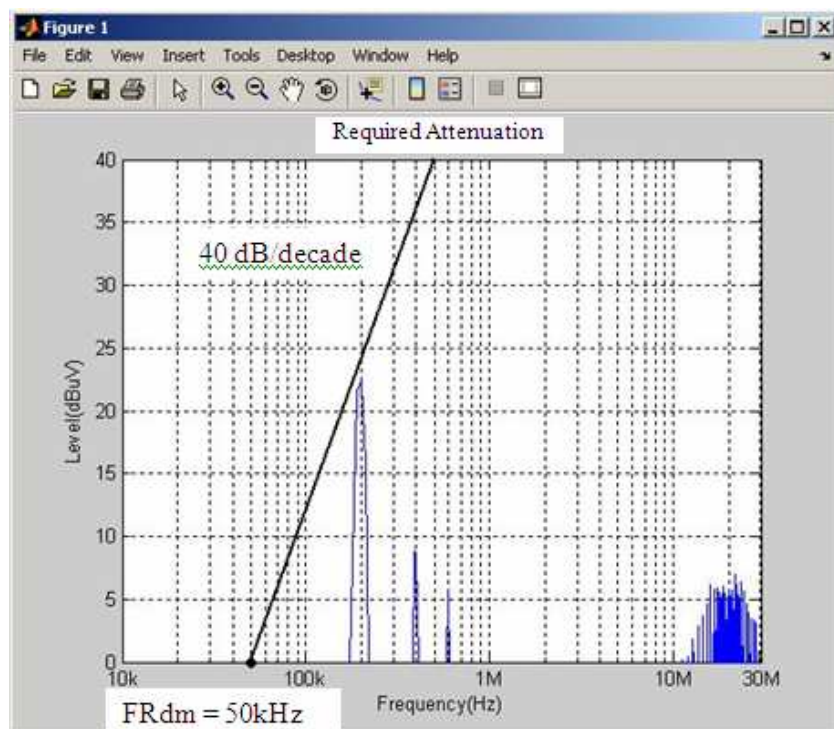 Figure 1
File Edit View Insert Tools Desktop Window Help
Required Attenuation
40
35
40 dB/decade
30
25
20
15
10
5
0
Level(dBuV)
10k 100k 1M 10M 30M
Frequency(Hz)
FRdm = 50kHz